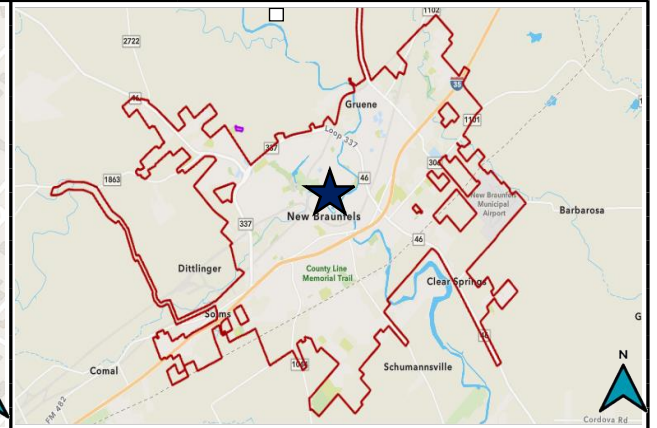 1102
2722
46
Gruene
35
1101
337
Loop 337
306
1863
46
New Braunfels
Municipal
Airport
New Braunfels
Barbarosa
337
46
Dittlinger
County Line
Memorial Trail
Clear Springs
G
Solms
46
N
Comal
Schumannsville
FM 482
Cordova Rd